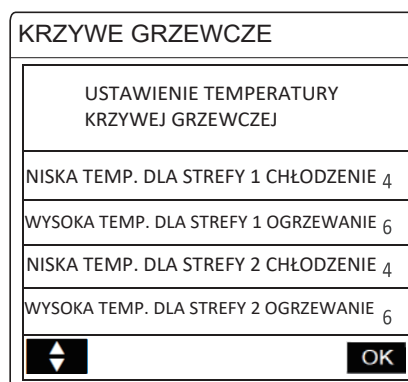 KRZYWE GRZEWCZE
USTAWIENIE TEMPERATURY
KRZYWEJ GRZEWCZEJ
NISKA TEMP. DLA STREFY 1 CHŁODZENIE 4
WYSOKA TEMP. DLA STREFY 1 OGRZEWANIE 6
NISKA TEMP. DLA STREFY 2 CHŁODZENIE 4
WYSOKA TEMP. DLA STREFY 2 OGRZEWANIE 6
OK